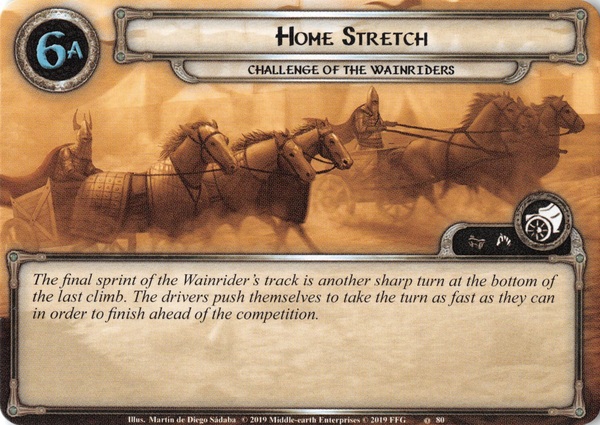 6A
Home Stretch
Challenge of the Wainriders
The final sprint of the Wainrider's track is another sharp turn at the bottom of
the last climb. The drivers push themselves to take the turn as fast as they can
in order to finish ahead of the competition.
Illus. Martin de Diego Sádaba © 2019 Middle-earth Enterprises © 2019 FFG 80